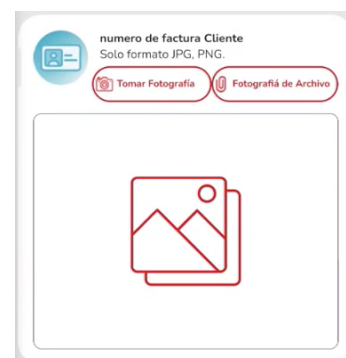 numero de factura Cliente
Solo formato JPG, PNG.
Tomar Fotografía
Fotografiá de Archivo